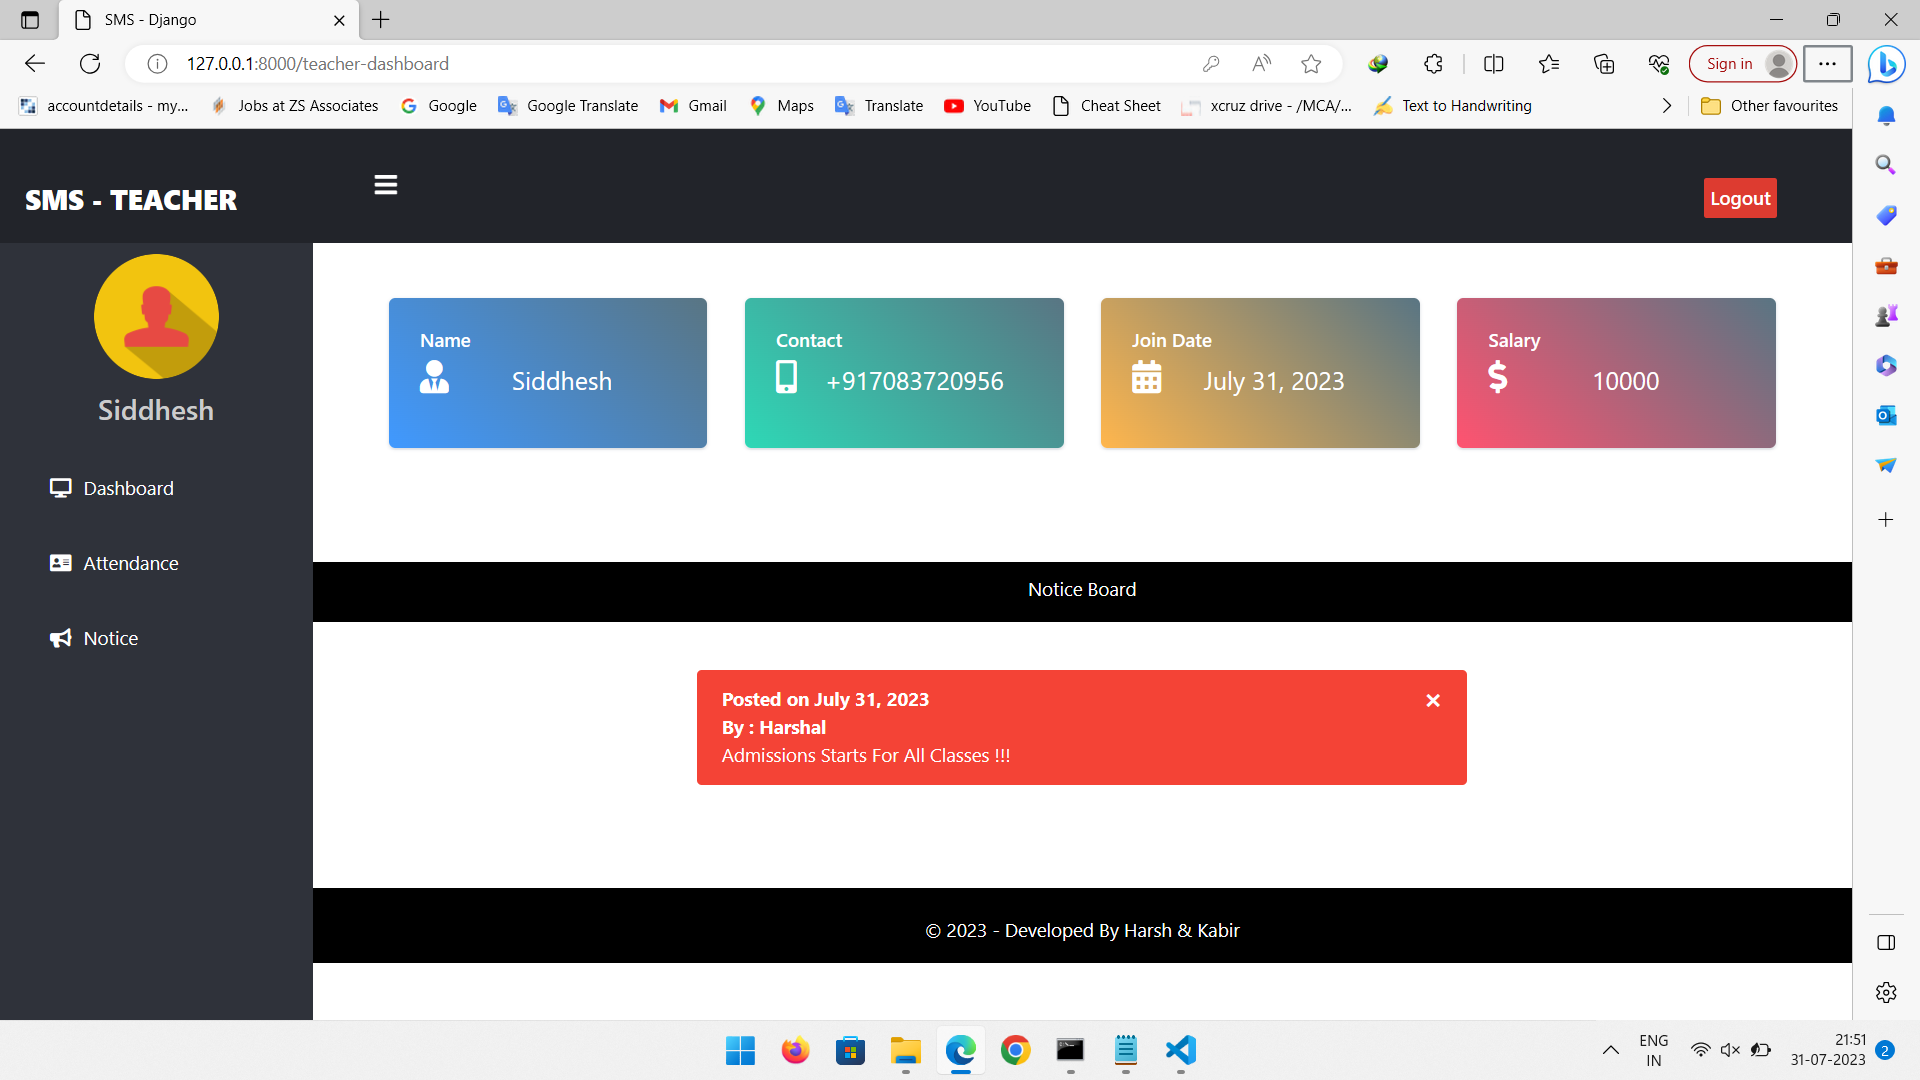 SMS - Django
127.0.0.1:8000/teacher-dashboard
Sign in
accountdetails - my...
Jobs at ZS Associates
Google
Google Translate
Gmail
Maps
Translate
YouTube
Cheat Sheet
xcruz drive - /MCA/...
Text to Handwriting
Other favourites
SMS - TEACHER
Logout
Siddhesh
Dashboard
Attendance
Notice
Name
Siddhesh
Contact
+917083720956
Join Date
July 31, 2023
Salary
10000
Notice Board
Posted on July 31, 2023
By : Harshal
Admissions Starts For All Classes !!!
© 2023 - Developed By Harsh & Kabir
ENG
IN
21:51
31-07-2023
2